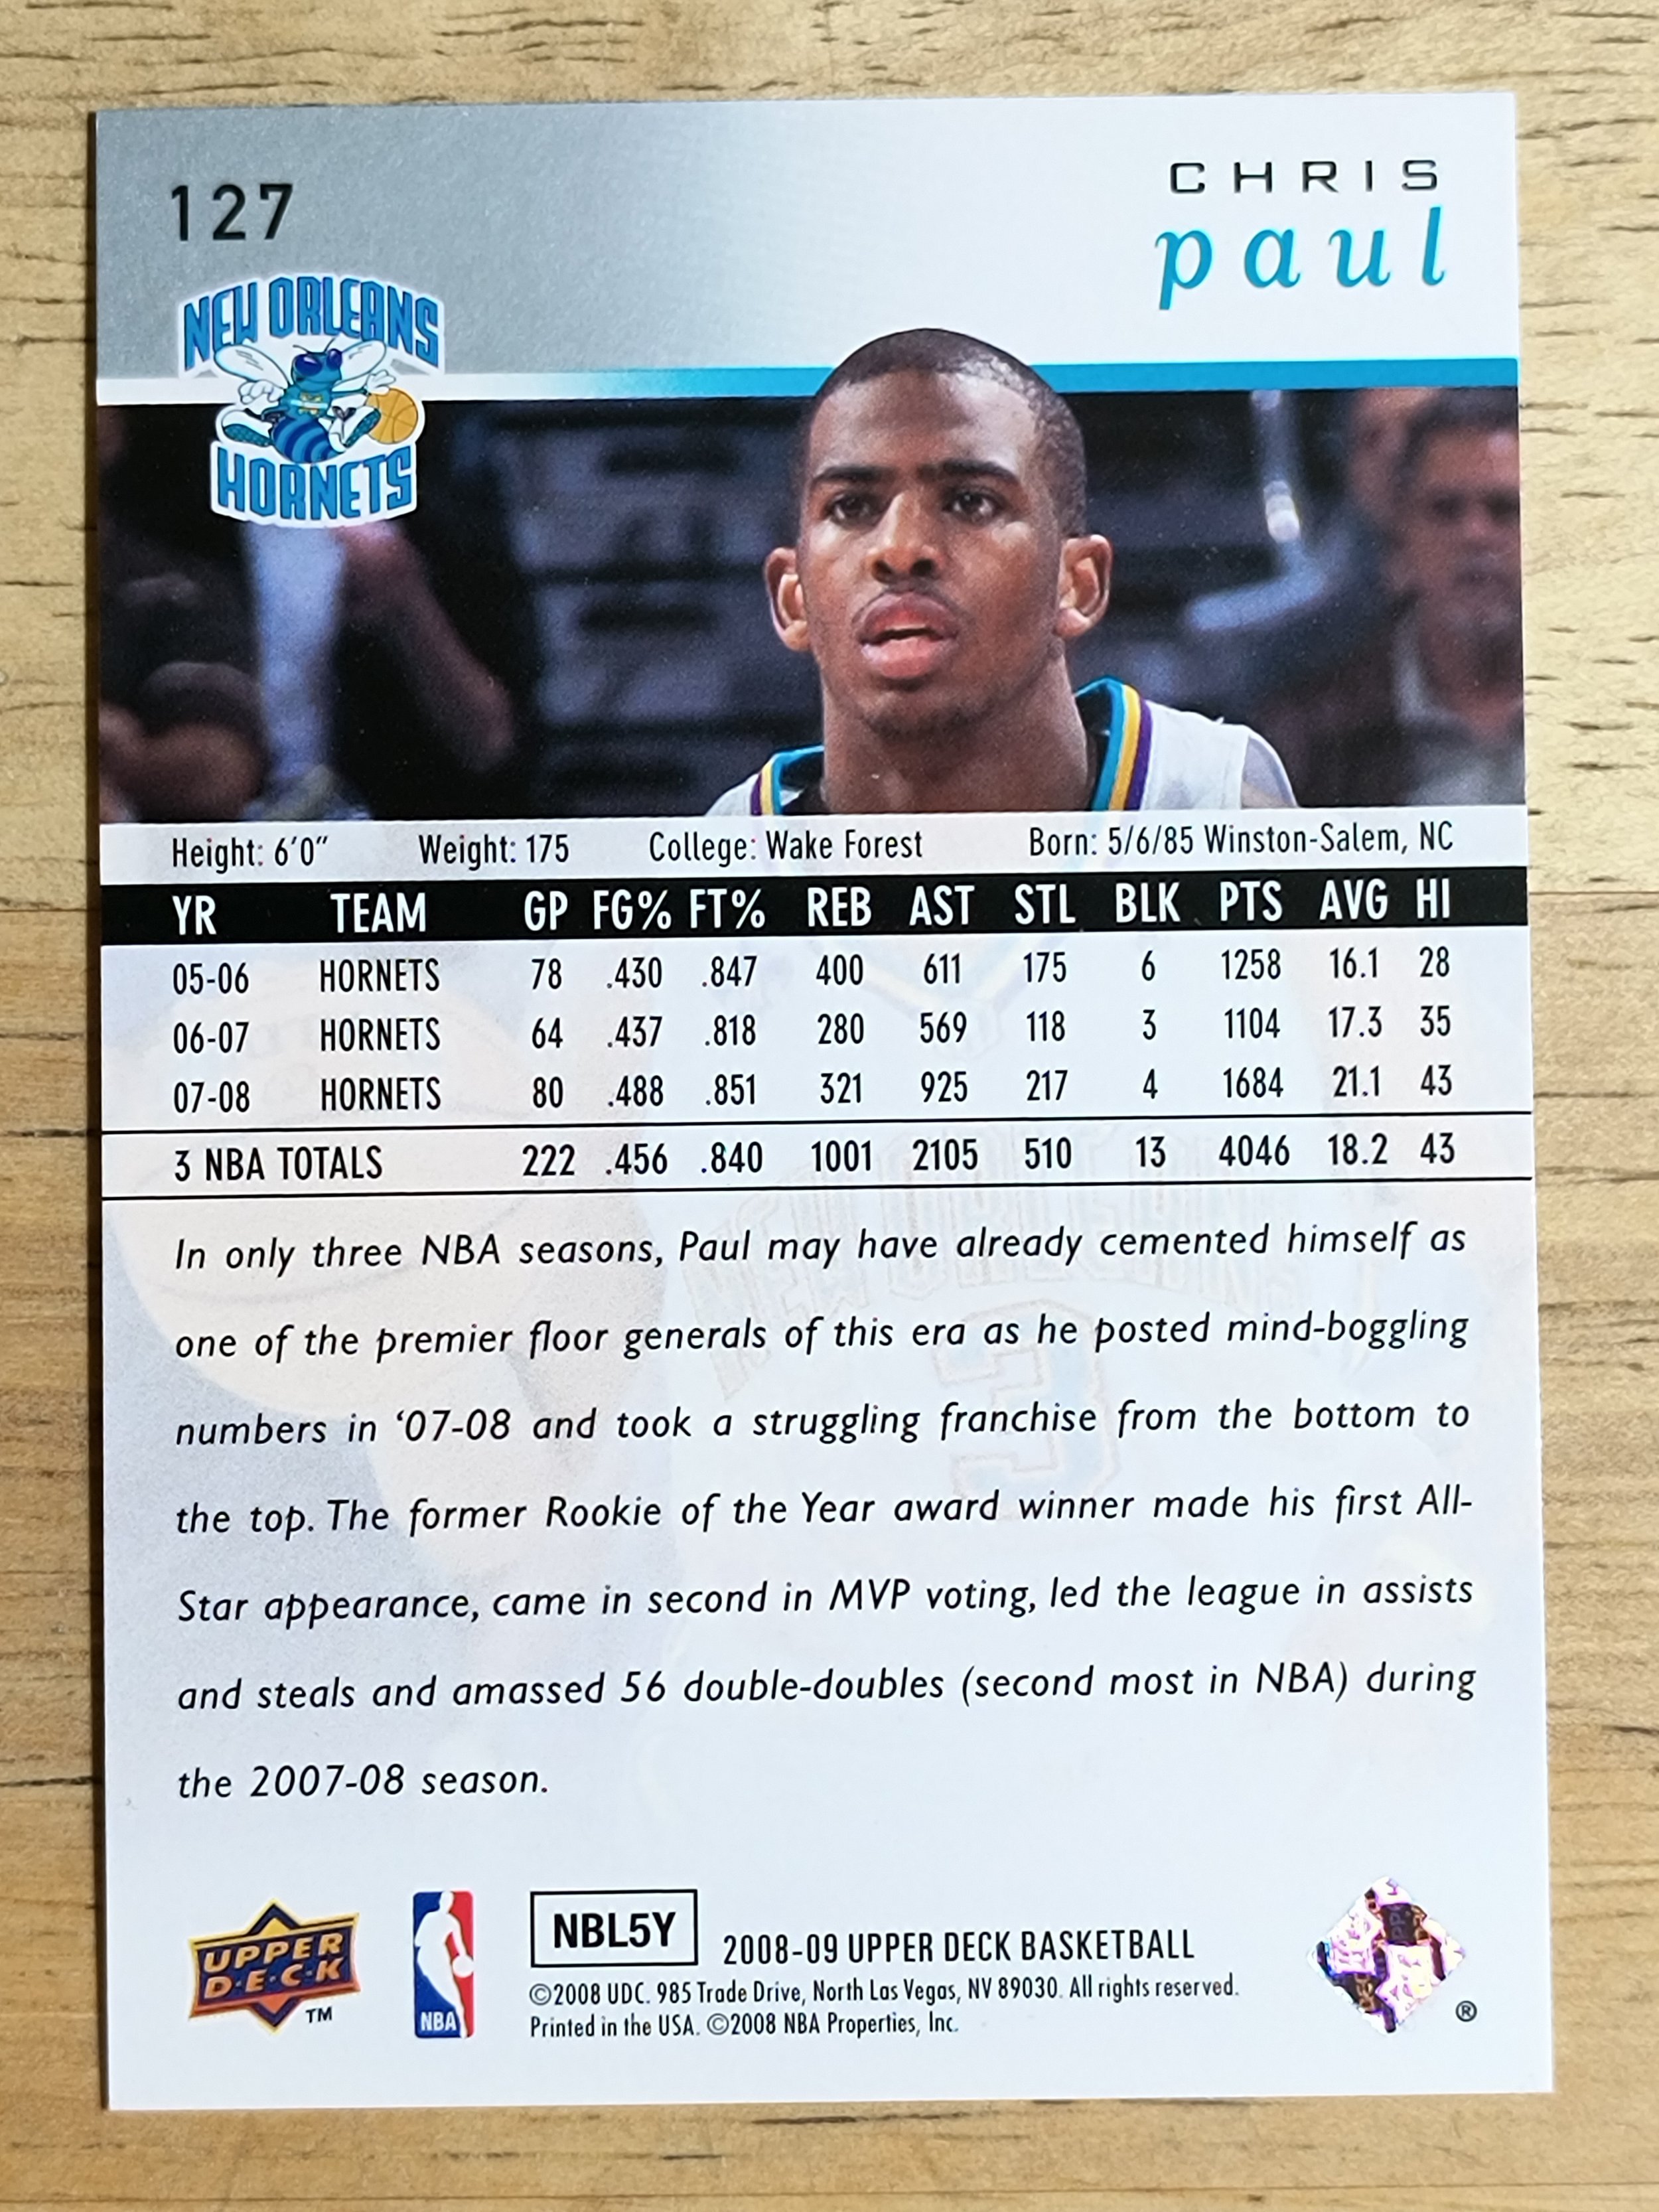 127
CHRIS
paul
NEW ORLEANS
HORNETS
Height: 6'0" Weight: 175 College: Wake Forest Born: 5/6/85 Winston-Salem, NC
YR TEAM GP FG% FT% REB AST STL BLK PTS AVG HI
05-06 HORNETS 78 .430 .847 400 611 175 6 1258 16.1 28
06-07 HORNETS 64 .437 .818 280 569 118 3 1104 17.3 35
07-08 HORNETS 80 .488 .851 321 925 217 4 1684 21.1 43
3 NBA TOTALS 222 .456 .840 1001 2105 510 13 4046 18.2 43
In only three NBA seasons, Paul may have already cemented himself as
one of the premier floor generals of this era as he posted mind-boggling
numbers in ‘07-08 and took a struggling franchise from the bottom to
the top. The former Rookie of the Year award winner made his first All-
Star appearance, came in second in MVP voting, led the league in assists
and steals and amassed 56 double-doubles (second most in NBA) during
the 2007-08 season.
NEW ORLEANS
3
UPPER
D·E·C·K
TM
NBA
NBL5Y
2008-09 UPPER DECK BASKETBALL
©2008 UDC. 985 Trade Drive, North Las Vegas, NV 89030. All rights reserved.
Printed in the USA. ©2008 NBA Properties, Inc.
®